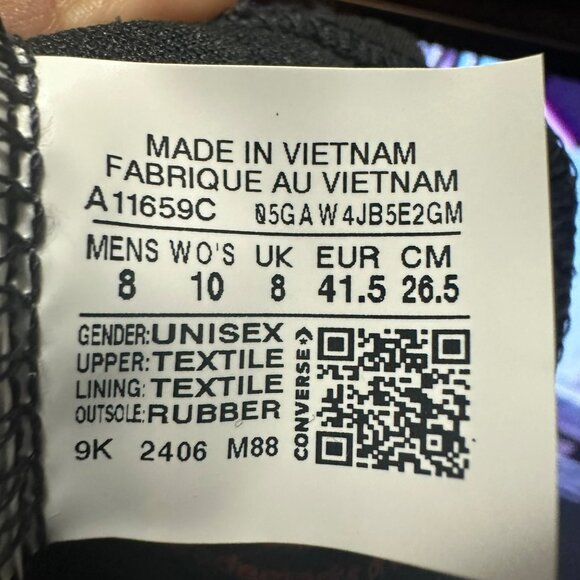 MADE IN VIETNAM
FABRIQUE AU VIETNAM
A11659C 05GAW4JB5E2GM
MENS WO'S UK EUR CM
8 10 8 41.5 26.5
GENDER:UNISEX
UPPER:TEXTILE
LINING:TEXTILE
OUTSOLE:RUBBER
9K 2406 M88
CONVERSE